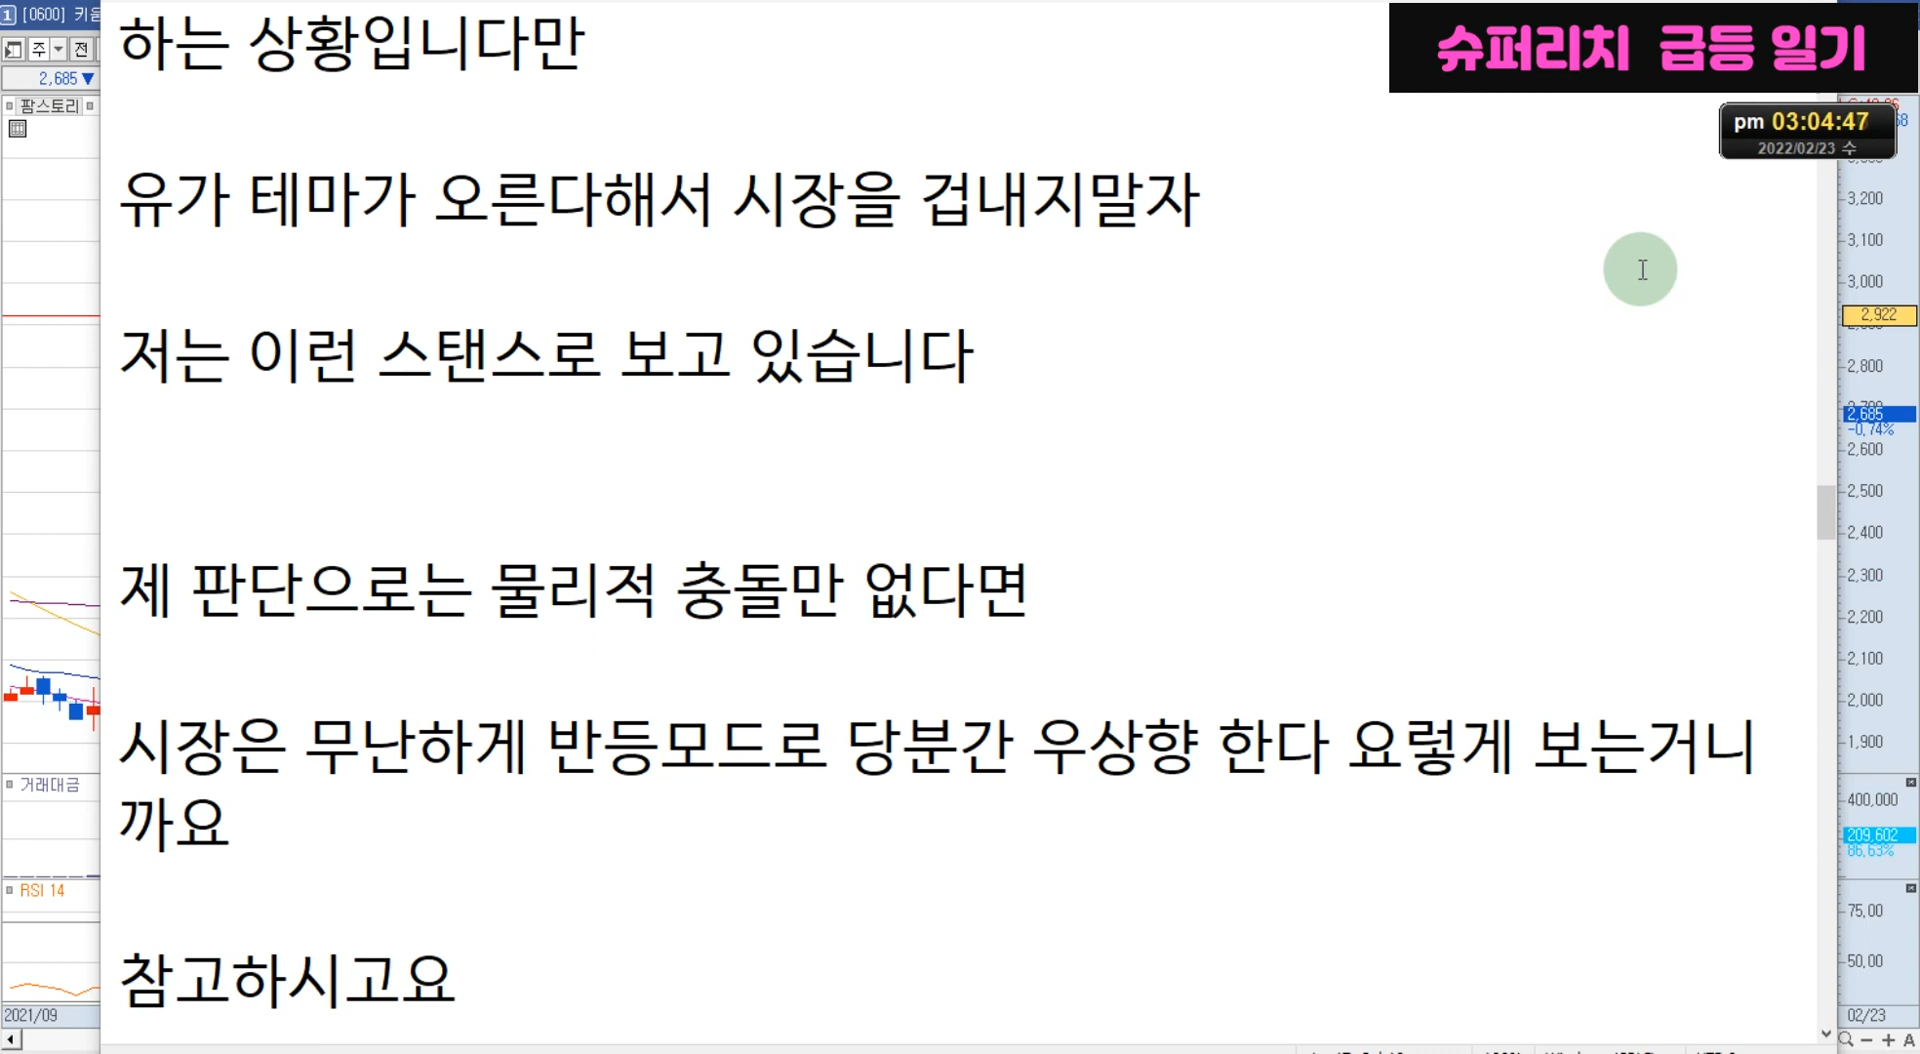 1 [0600] 키움
하는 상황입니다만
슈퍼리치 급등 일기
주 전
2,685▼
팜스토리
pm 03:04:47
2022/02/23 수
유가 테마가 오른다해서 시장을 겁내지말자
3,200
3,100
3,000
2,922
저는 이런 스탠스로 보고 있습니다
2,800
2,685
-0,74%
2,600
2,500
2,400
제 판단으로는 물리적 충돌만 없다면
2,300
2,200
2,100
2,000
시장은 무난하게 반등모드로 당분간 우상향 한다 요렇게 보는거니
1,900
까요
거래대금
400,000
209,602
86,63%
RSI 14
75,00
50,00
참고하시고요
2021/09
02/23
A